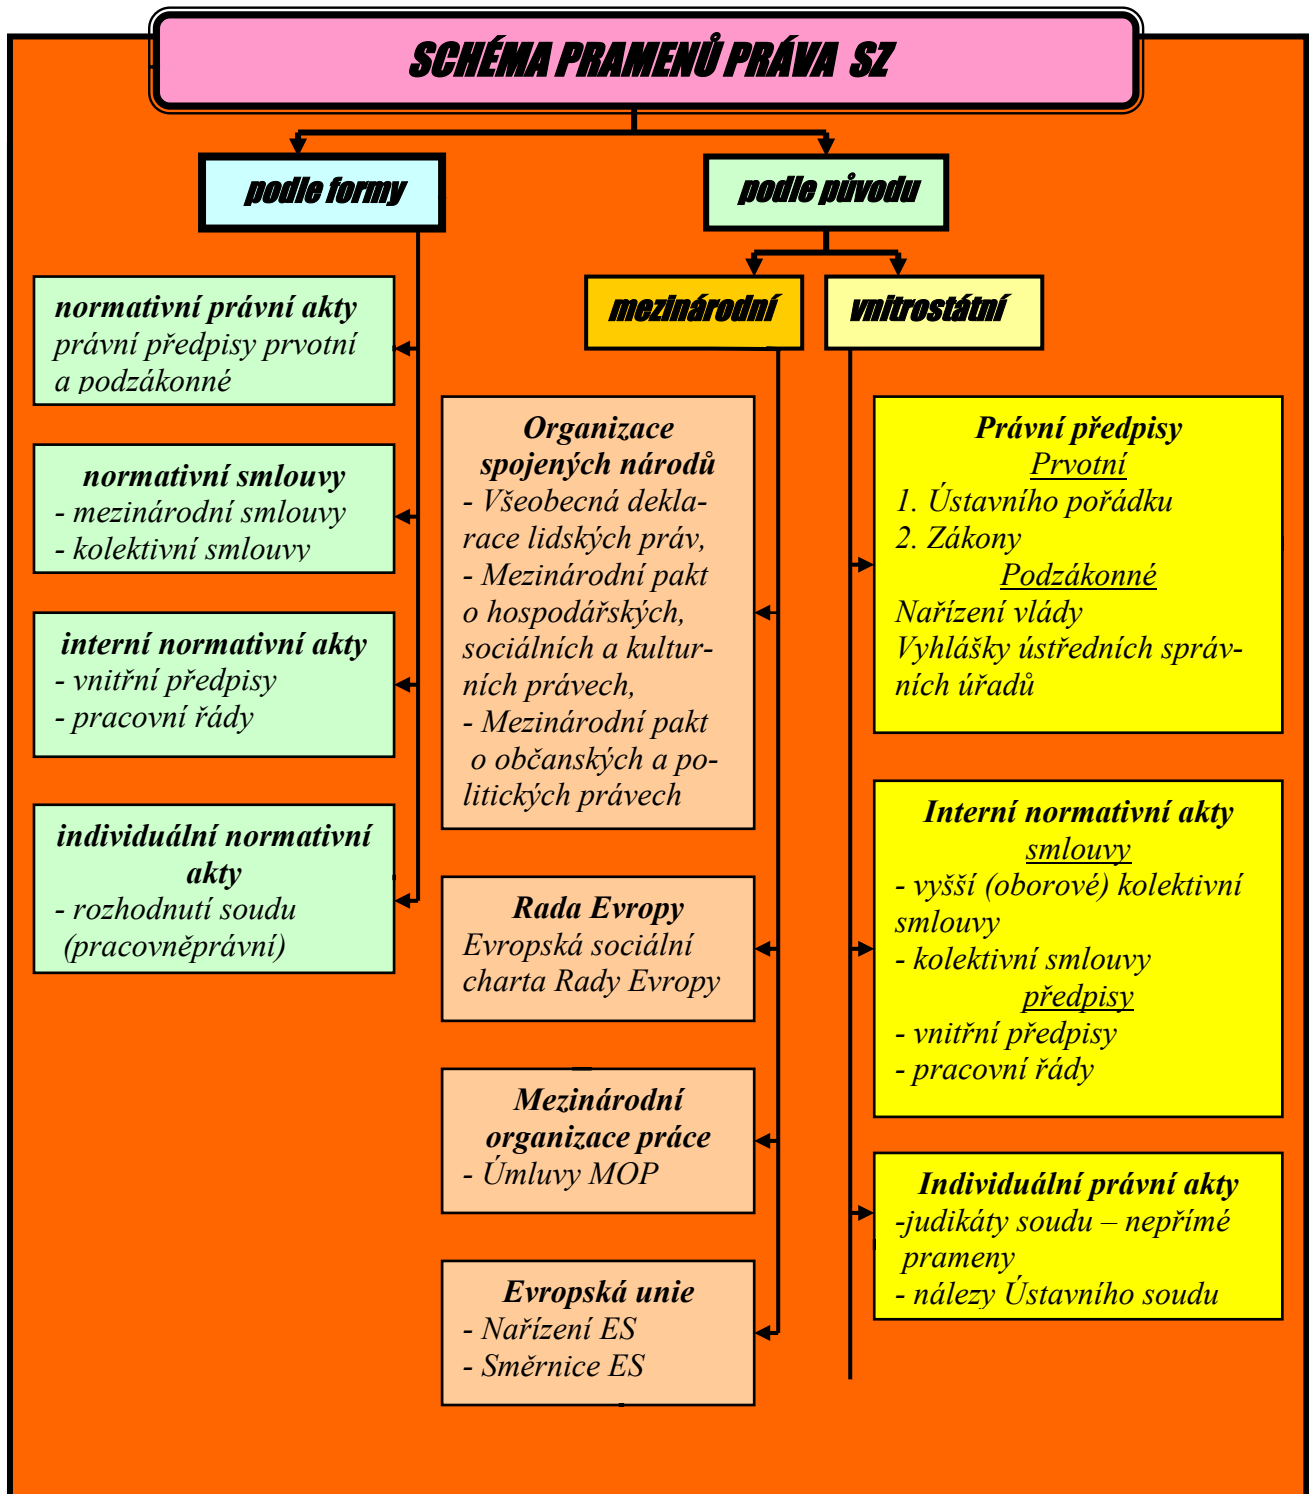 SCHÉMA PRAMENŮ PRÁVA SZ
podle formy
normativní právní akty
právní předpisy prvotní
a podzákonné
normativní smlouvy
- mezinárodní smlouvy
- kolektivní smlouvy
interní normativní akty
- vnitřní předpisy
- pracovní řády
individuální normativní
akty
- rozhodnutí soudu
(pracovněprávní)
podle původu
mezinárodní
Organizace
spojených národů
- Všeobecná dekla-
race lidských práv,
- Mezinárodní pakt
o hospodářských,
sociálních a kultur-
ních právech,
- Mezinárodní pakt
o občanských a po-
litických právech
Rada Evropy
Evropská sociální
charta Rady Evropy
Mezinárodní
organizace práce
- Úmluvy MOP
Evropská unie
- Nařízení ES
- Směrnice ES
vnitrostátní
Právní předpisy
Prvotní
1. Ústavního pořádku
2. Zákony
Podzákonné
Nařízení vlády
Vyhlášky ústředních správ-
ních úřadů
Interní normativní akty
smlouvy
- vyšší (oborové) kolektivní
smlouvy
- kolektivní smlouvy
předpisy
- vnitřní předpisy
- pracovní řády
Individuální právní akty
-judikáty soudu – nepřímé
prameny
- nálezy Ústavního soudu